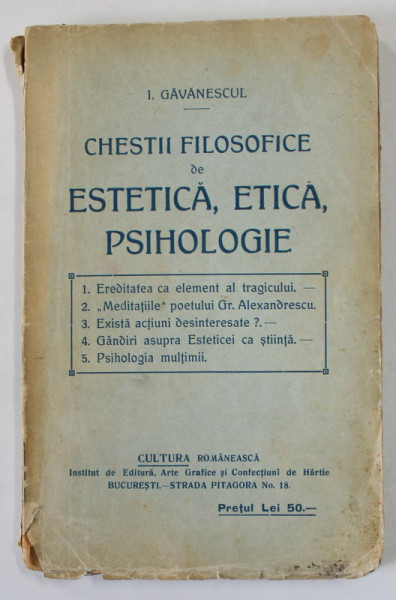 I. GĂVĂNESCUL
CHESTII FILOSOFICE
de
ESTETICĂ, ETICĂ,
PSIHOLOGIE
1. Ereditatea ca element al tragicului. —
2. „Meditațiile“ poetului Gr. Alexandrescu.
3. Există acțiuni desinteresate ?. —
4. Gândiri asupra Esteticei ca știință. —
5. Psihologia mulțimii.
CULTURA ROMÂNEASCĂ
Institut de Editură, Arte Grafice și Confecțiuni de Hârtie
BUCUREȘTI.—STRADA PITAGORA No. 18.
Prețul Lei 50.—